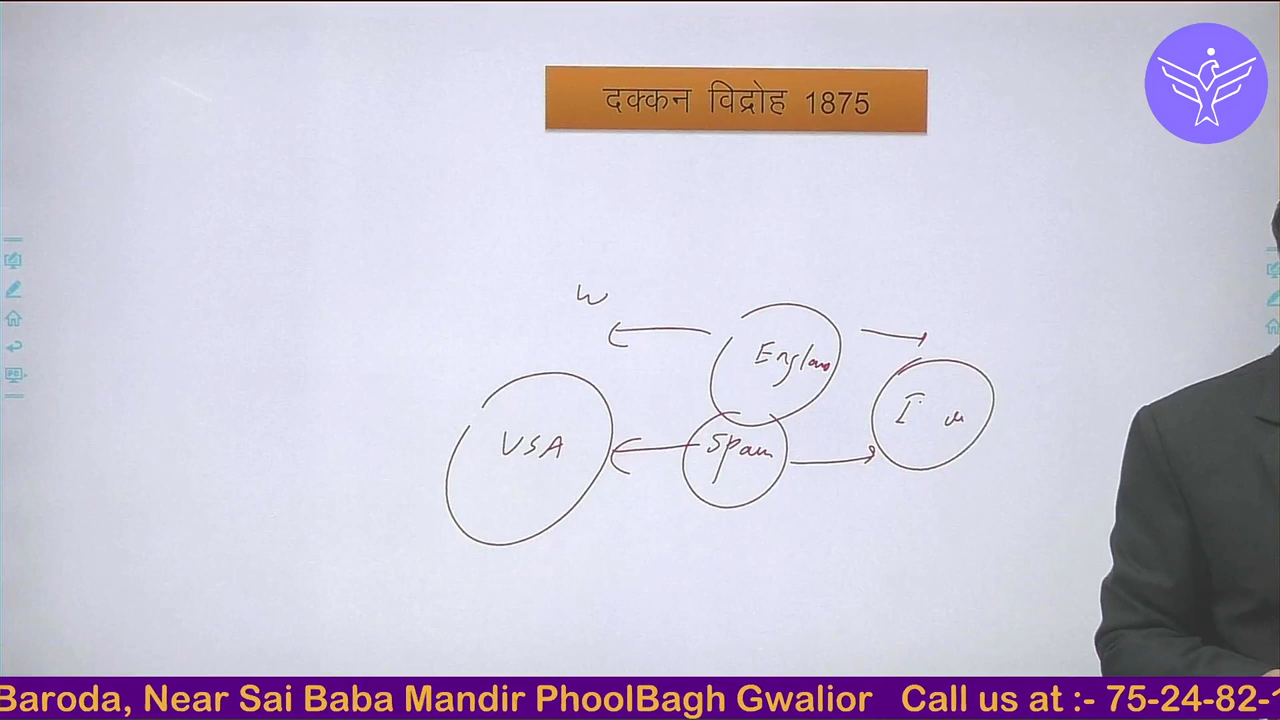 दक्कन विद्रोह 1875
W
England
I
USA
Spain
Baroda, Near Sai Baba Mandir PhoolBagh Gwalior Call us at :- 75-24-82-1